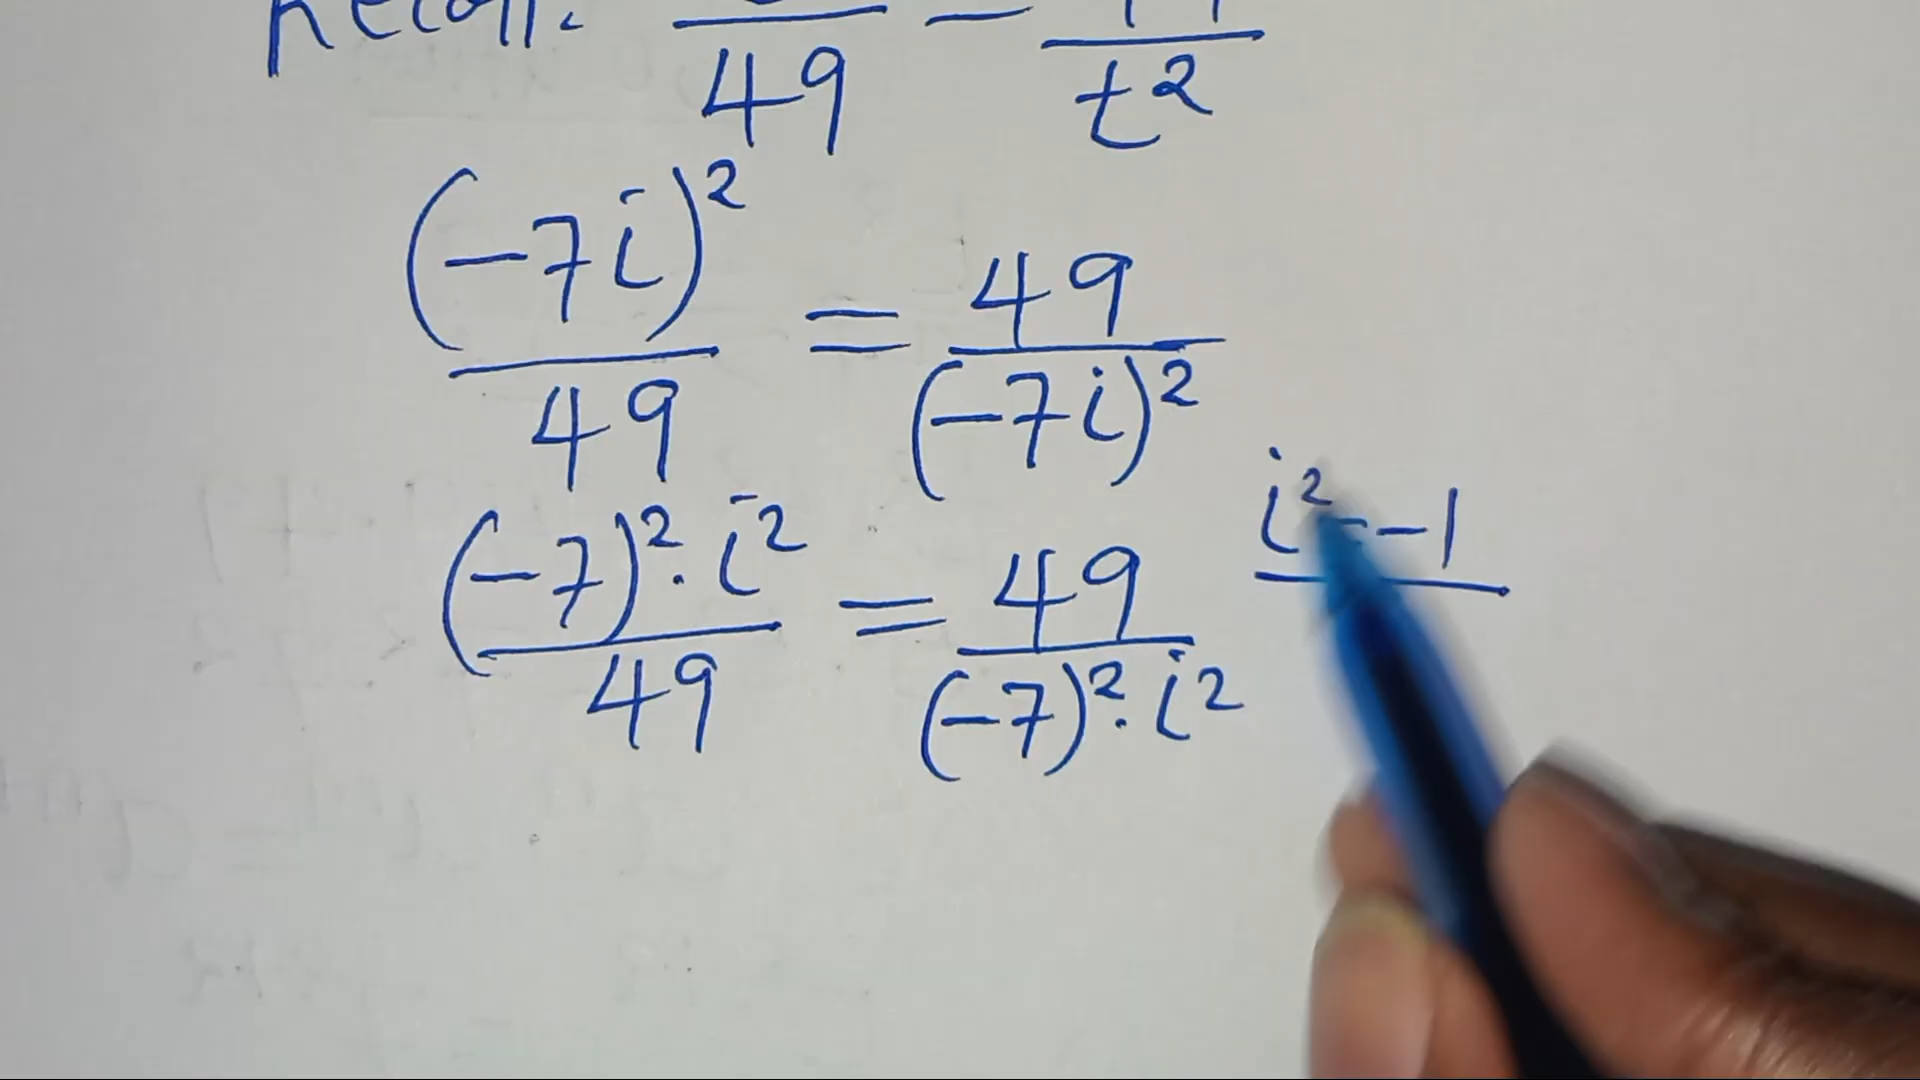 Recall: /49 = /t²
(-7i)²/49 = 49/(-7i)²
i² = -1
(-7)²·i²/49 = 49/(-7)²·i²